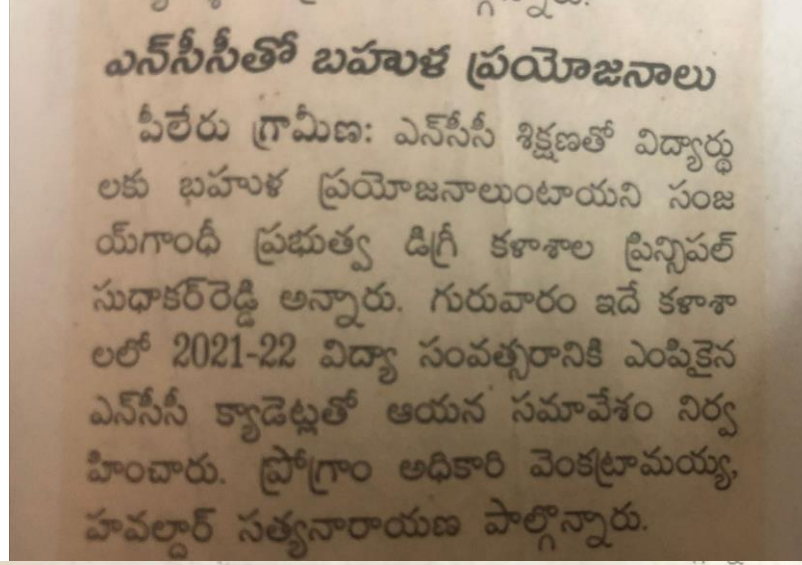 ఎన్‌సీసీతో బహుళ ప్రయోజనాలు
పీలేరు గ్రామీణ: ఎన్‌సీసీ శిక్షణతో విద్యార్థు
లకు బహుళ ప్రయోజనాలుంటాయని సంజ
య్‌గాంధీ ప్రభుత్వ డిగ్రీ కళాశాల ప్రిన్సిపల్
సుధాకర్‌రెడ్డి అన్నారు. గురువారం ఇదే కళాశా
లలో 2021-22 విద్యా సంవత్సరానికి ఎంపికైన
ఎన్‌సీసీ క్యాడెట్లతో ఆయన సమావేశం నిర్వ
హించారు. ప్రోగ్రాం అధికారి వెంకట్రామయ్య,
హవల్దార్ సత్యనారాయణ పాల్గొన్నారు.